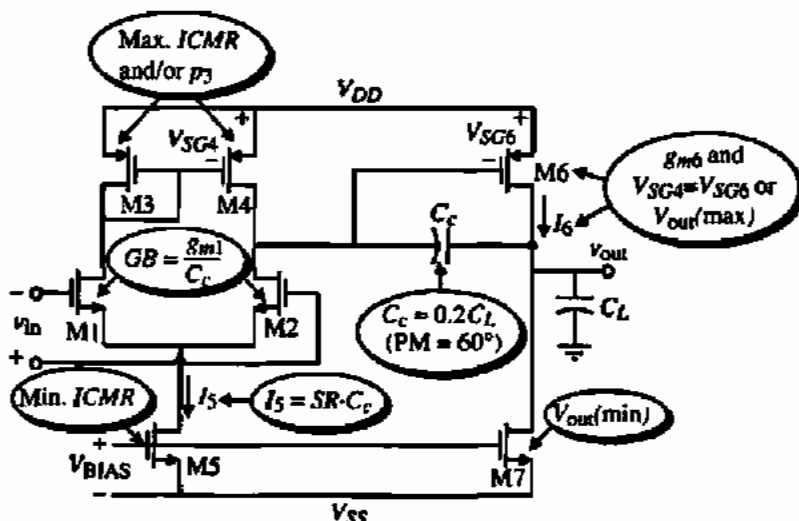 Max. ICMR
and/or p3
VDD
+
+
VSG4
-
VSG6
-
M3
M4
M6
gm6 and
VSG4=VSG6 or
Vout(max)
I6
Cc
vout
GB = gm1/Cc
-
vin
+
M1
M2
Cc = 0.2CL
(PM = 60°)
CL
Min. ICMR
I5
I5 = SR·Cc
Vout(min)
+
VBIAS
-
M5
M7
VSS